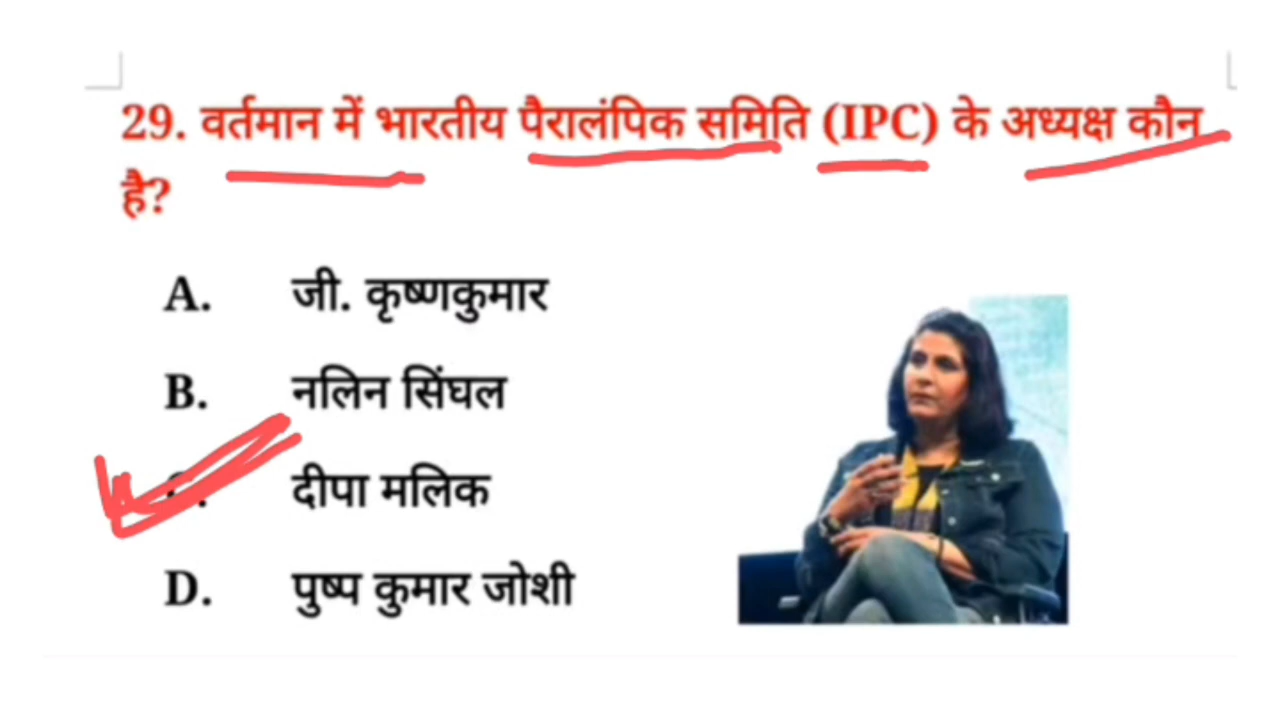 29. वर्तमान में भारतीय पैरालंपिक समिति (IPC) के अध्यक्ष कौन
है?
A. जी. कृष्णकुमार
B. नलिन सिंघल
C. दीपा मलिक
D. पुष्प कुमार जोशी